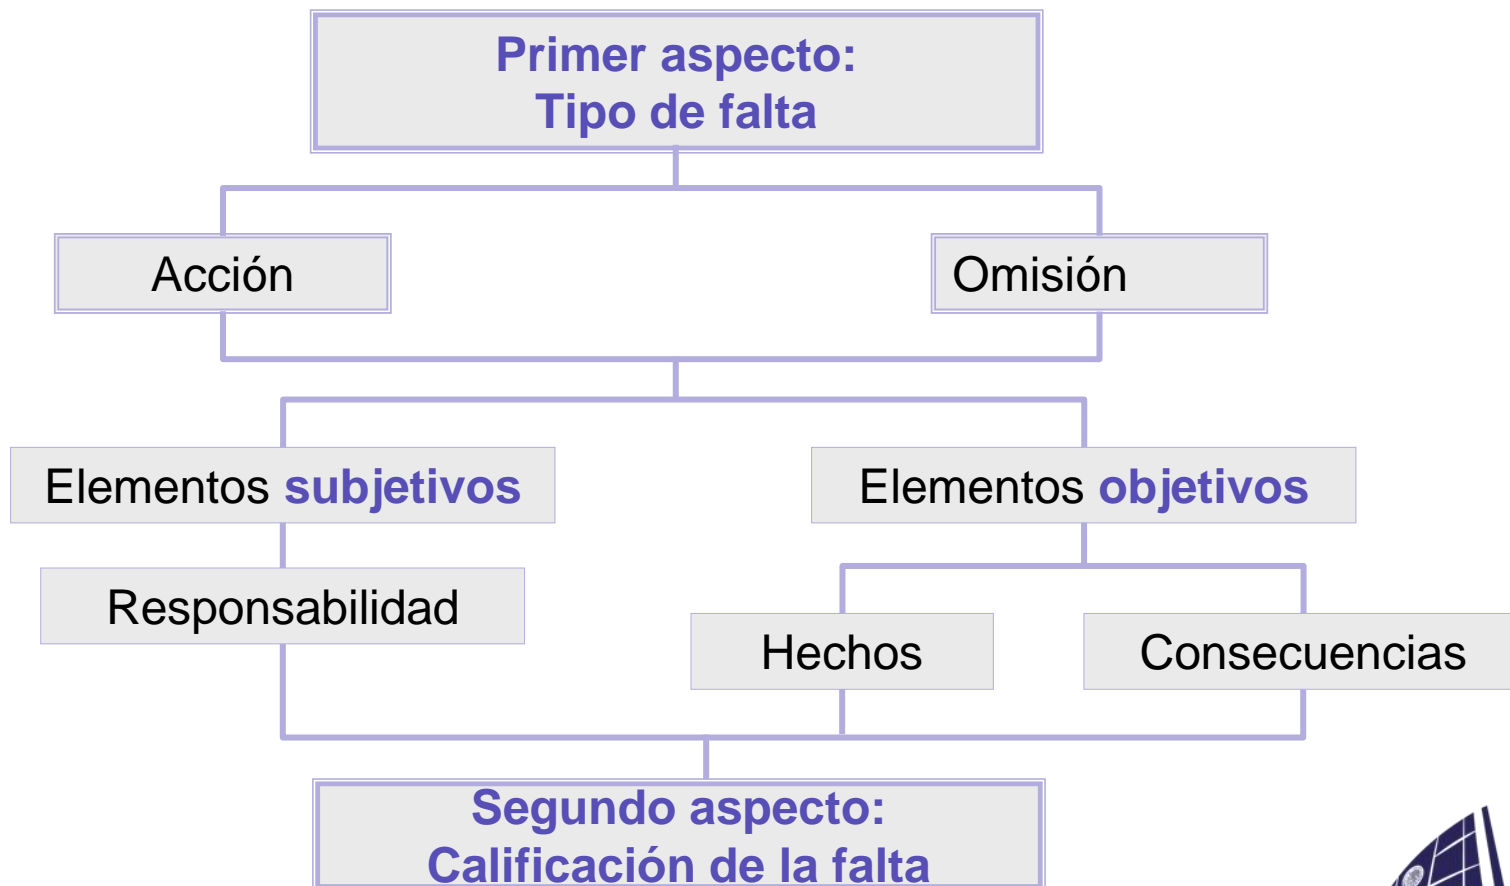 Primer aspecto:
Tipo de falta
Acción
Omisión
Elementos subjetivos
Elementos objetivos
Responsabilidad
Hechos
Consecuencias
Segundo aspecto:
Calificación de la falta